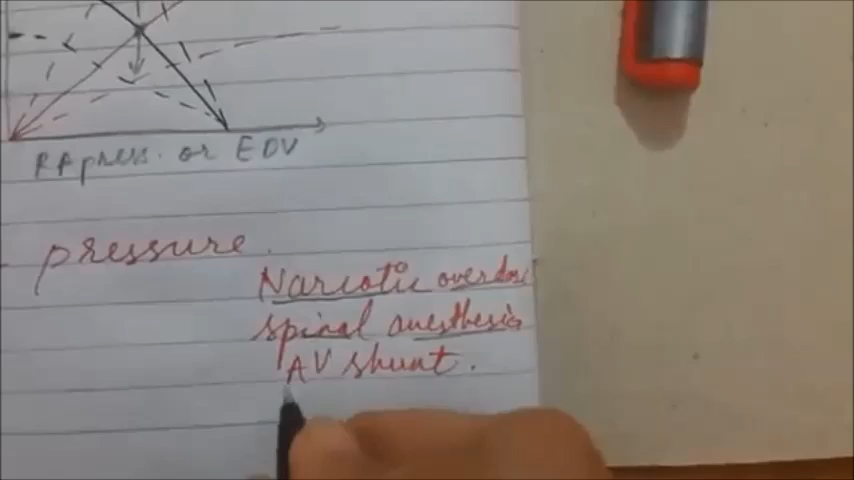 RA press. or EDV
pressure.
Narcotic overdose
spinal anesthesia
AV shunt.